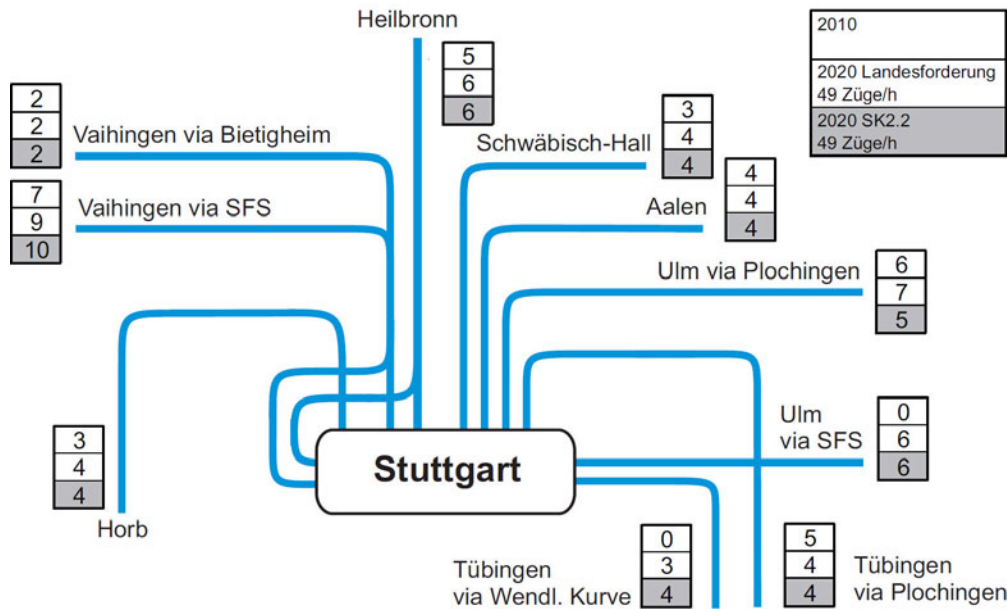 Heilbronn
5
6
6
2010
2020 Landesforderung
49 Züge/h
2020 SK2.2
49 Züge/h
2
2
2
Vaihingen via Bietigheim
3
4
4
Schwäbisch-Hall
7
9
10
Vaihingen via SFS
4
4
4
Aalen
Ulm via Plochingen
6
7
5
Ulm
via SFS
0
6
6
3
4
4
Horb
Stuttgart
Tübingen
via Wendl. Kurve
0
3
4
5
4
4
Tübingen
via Plochingen